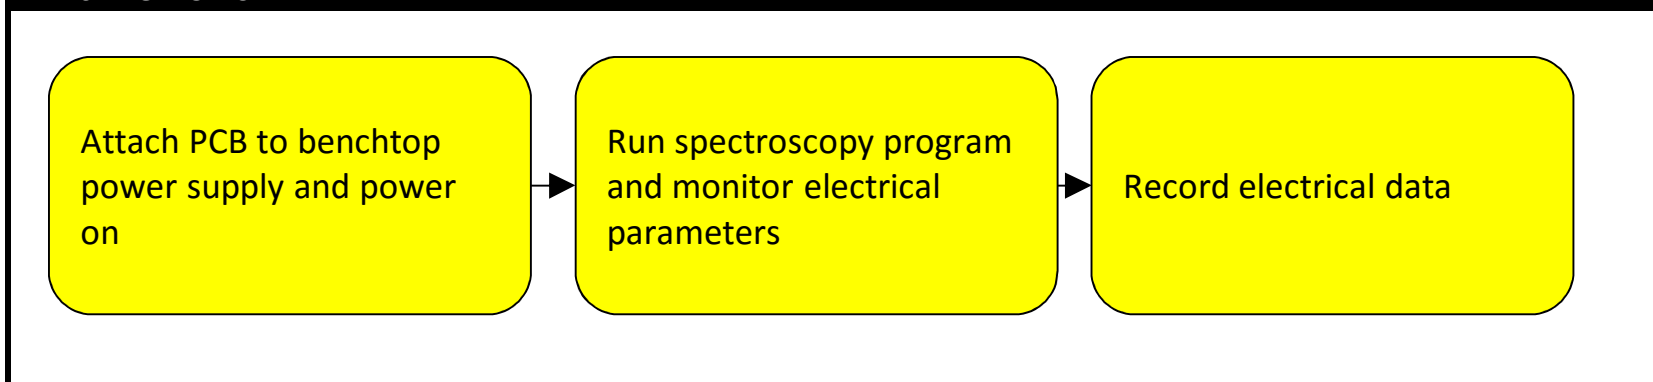 Attach PCB to benchtop
power supply and power
on
Run spectroscopy program
and monitor electrical
parameters
Record electrical data